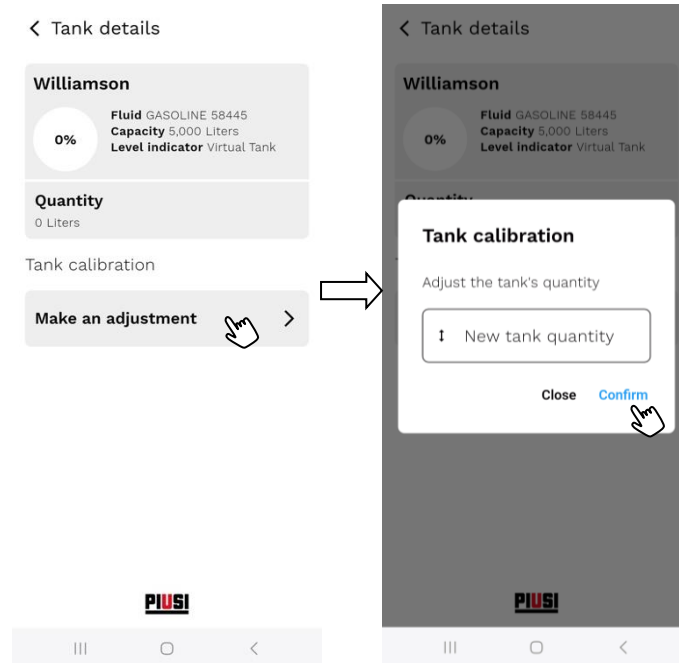 Tank details
Williamson
0%
Fluid GASOLINE 58445
Capacity 5,000 Liters
Level indicator Virtual Tank
Quantity
0 Liters
Tank calibration
Make an adjustment
PIUSI
Tank details
Williamson
0%
Fluid GASOLINE 58445
Capacity 5,000 Liters
Level indicator Virtual Tank
Quantity
Tank calibration
Adjust the tank's quantity
New tank quantity
Close Confirm
PIUSI